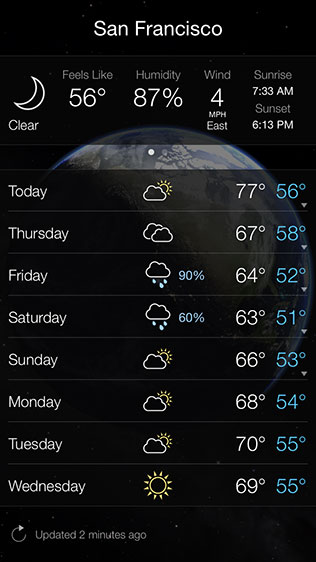 San Francisco
Feels Like Humidity Wind Sunrise
56° 87% 4 7:33 AM
MPH Sunset
Clear East 6:13 PM
Today 77° 56°
Thursday 67° 58°
Friday 90% 64° 52°
Saturday 60% 63° 51°
Sunday 66° 53°
Monday 68° 54°
Tuesday 70° 55°
Wednesday 69° 55°
Updated 2 minutes ago